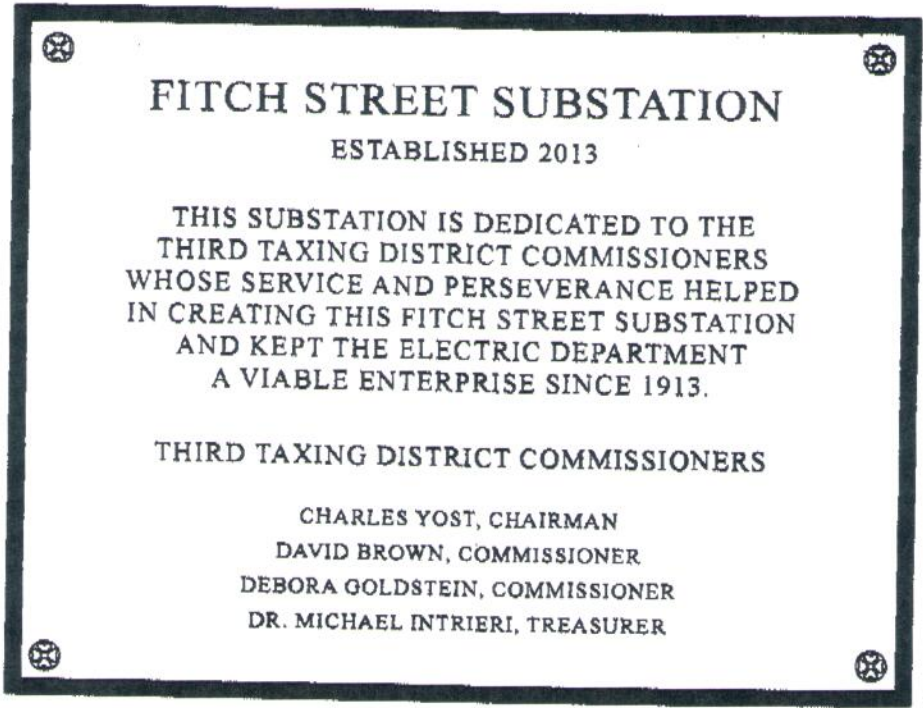 FITCH STREET SUBSTATION
ESTABLISHED 2013
THIS SUBSTATION IS DEDICATED TO THE
THIRD TAXING DISTRICT COMMISSIONERS
WHOSE SERVICE AND PERSEVERANCE HELPED
IN CREATING THIS FITCH STREET SUBSTATION
AND KEPT THE ELECTRIC DEPARTMENT
A VIABLE ENTERPRISE SINCE 1913.
THIRD TAXING DISTRICT COMMISSIONERS
CHARLES YOST, CHAIRMAN
DAVID BROWN, COMMISSIONER
DEBORA GOLDSTEIN, COMMISSIONER
DR. MICHAEL INTRIERI, TREASURER